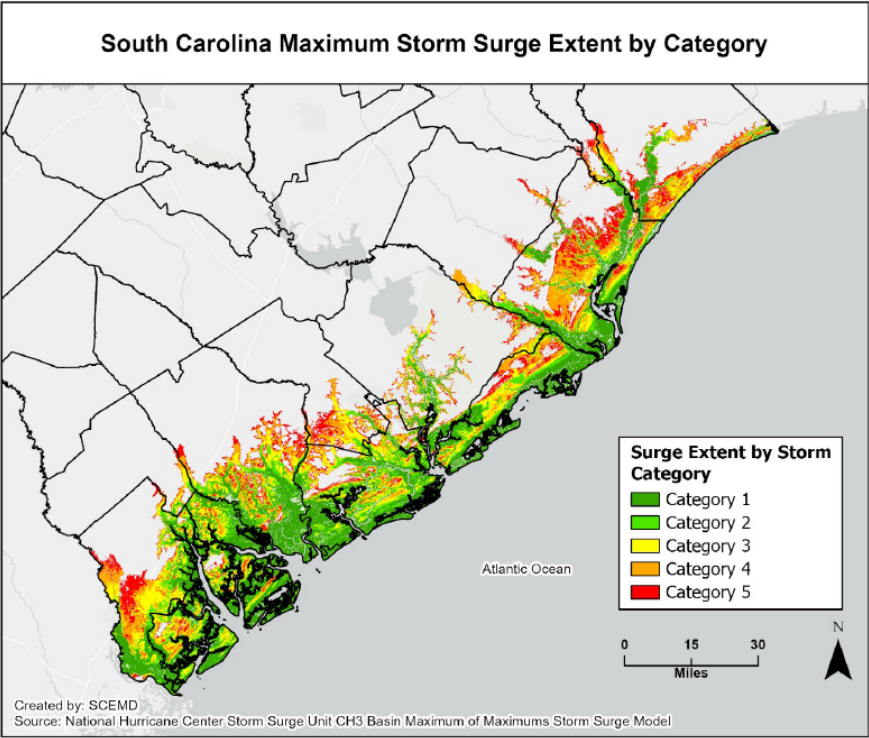 South Carolina Maximum Storm Surge Extent by Category
Surge Extent by Storm
Category
Category 1
Category 2
Category 3
Category 4
Category 5
Atlantic Ocean
N
0 15 30
Miles
Created by: SCEMD
Source: National Hurricane Center Storm Surge Unit CH3 Basin Maximum of Maximums Storm Surge Model